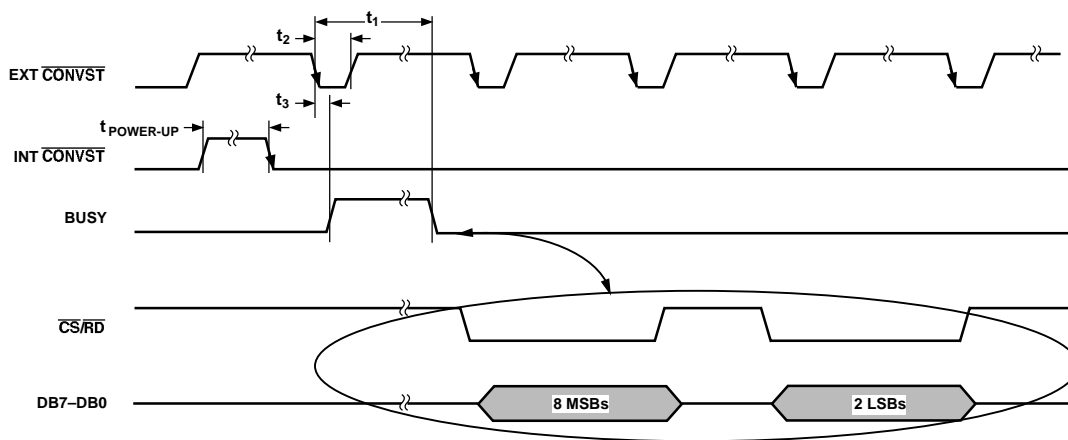 t1
t2
EXT CONVST
t3
t POWER-UP
INT CONVST
BUSY
CS/RD
DB7–DB0
8 MSBs
2 LSBs